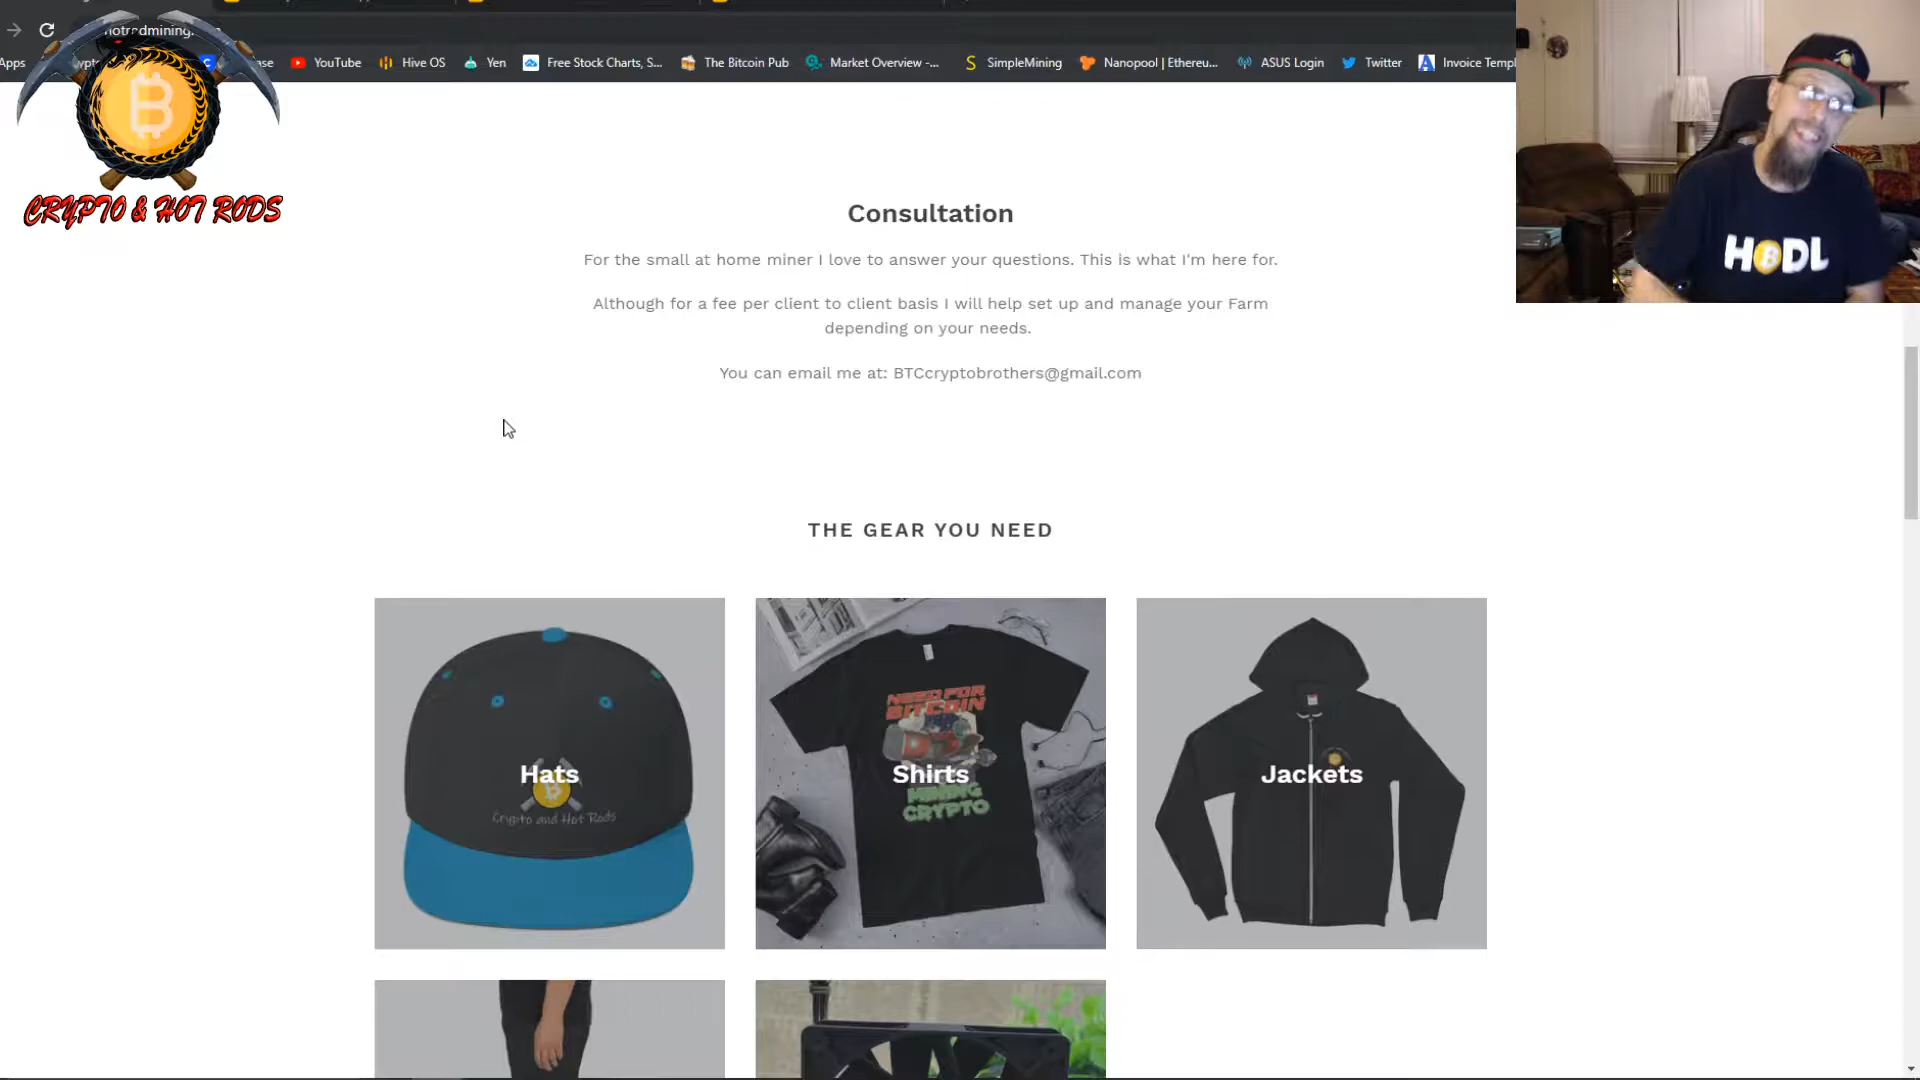 hotrodmining.
Apps
YouTube
Hive OS
Yen
Free Stock Charts, S...
The Bitcoin Pub
Market Overview -...
SimpleMining
Nanopool | Ethereu...
ASUS Login
Twitter
Invoice Templ
CRYPTO & HOT RODS
HODL
Consultation
For the small at home miner I love to answer your questions. This is what I'm here for.
Although for a fee per client to client basis I will help set up and manage your Farm
depending on your needs.
You can email me at: BTCcryptobrothers@gmail.com
THE GEAR YOU NEED
Hats
Crypto and Hot Rods
NEED FOR
BITCOIN
Shirts
MINING
CRYPTO
Jackets